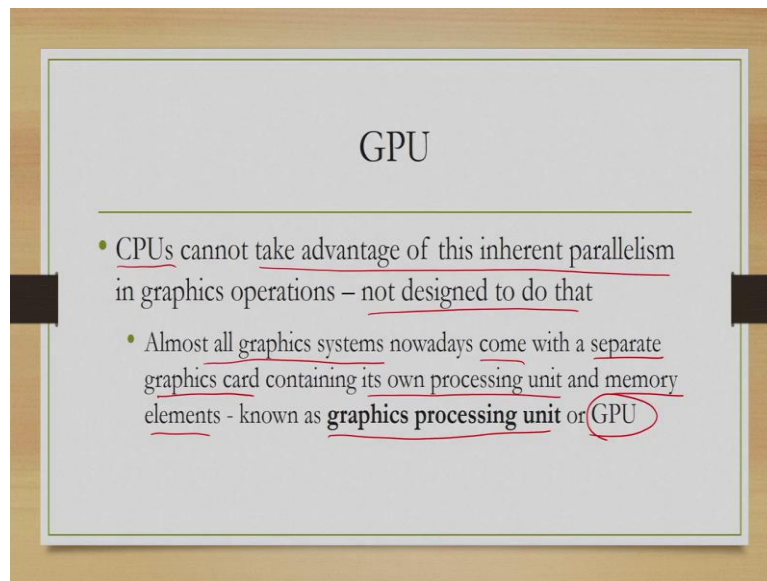 GPU
• CPUs cannot take advantage of this inherent parallelism
in graphics operations – not designed to do that
• Almost all graphics systems nowadays come with a separate
graphics card containing its own processing unit and memory
elements - known as graphics processing unit or GPU